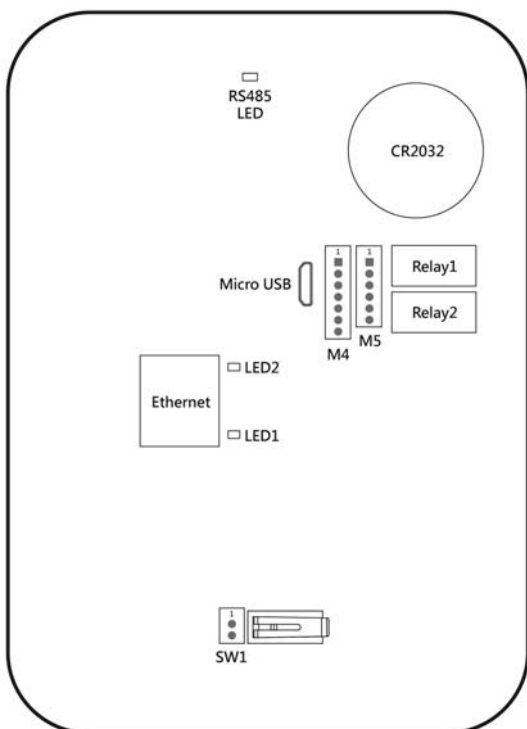 RS485
LED
CR2032
1
1
Relay1
Micro USB
Relay2
M4
M5
LED2
Ethernet
LED1
1
SW1